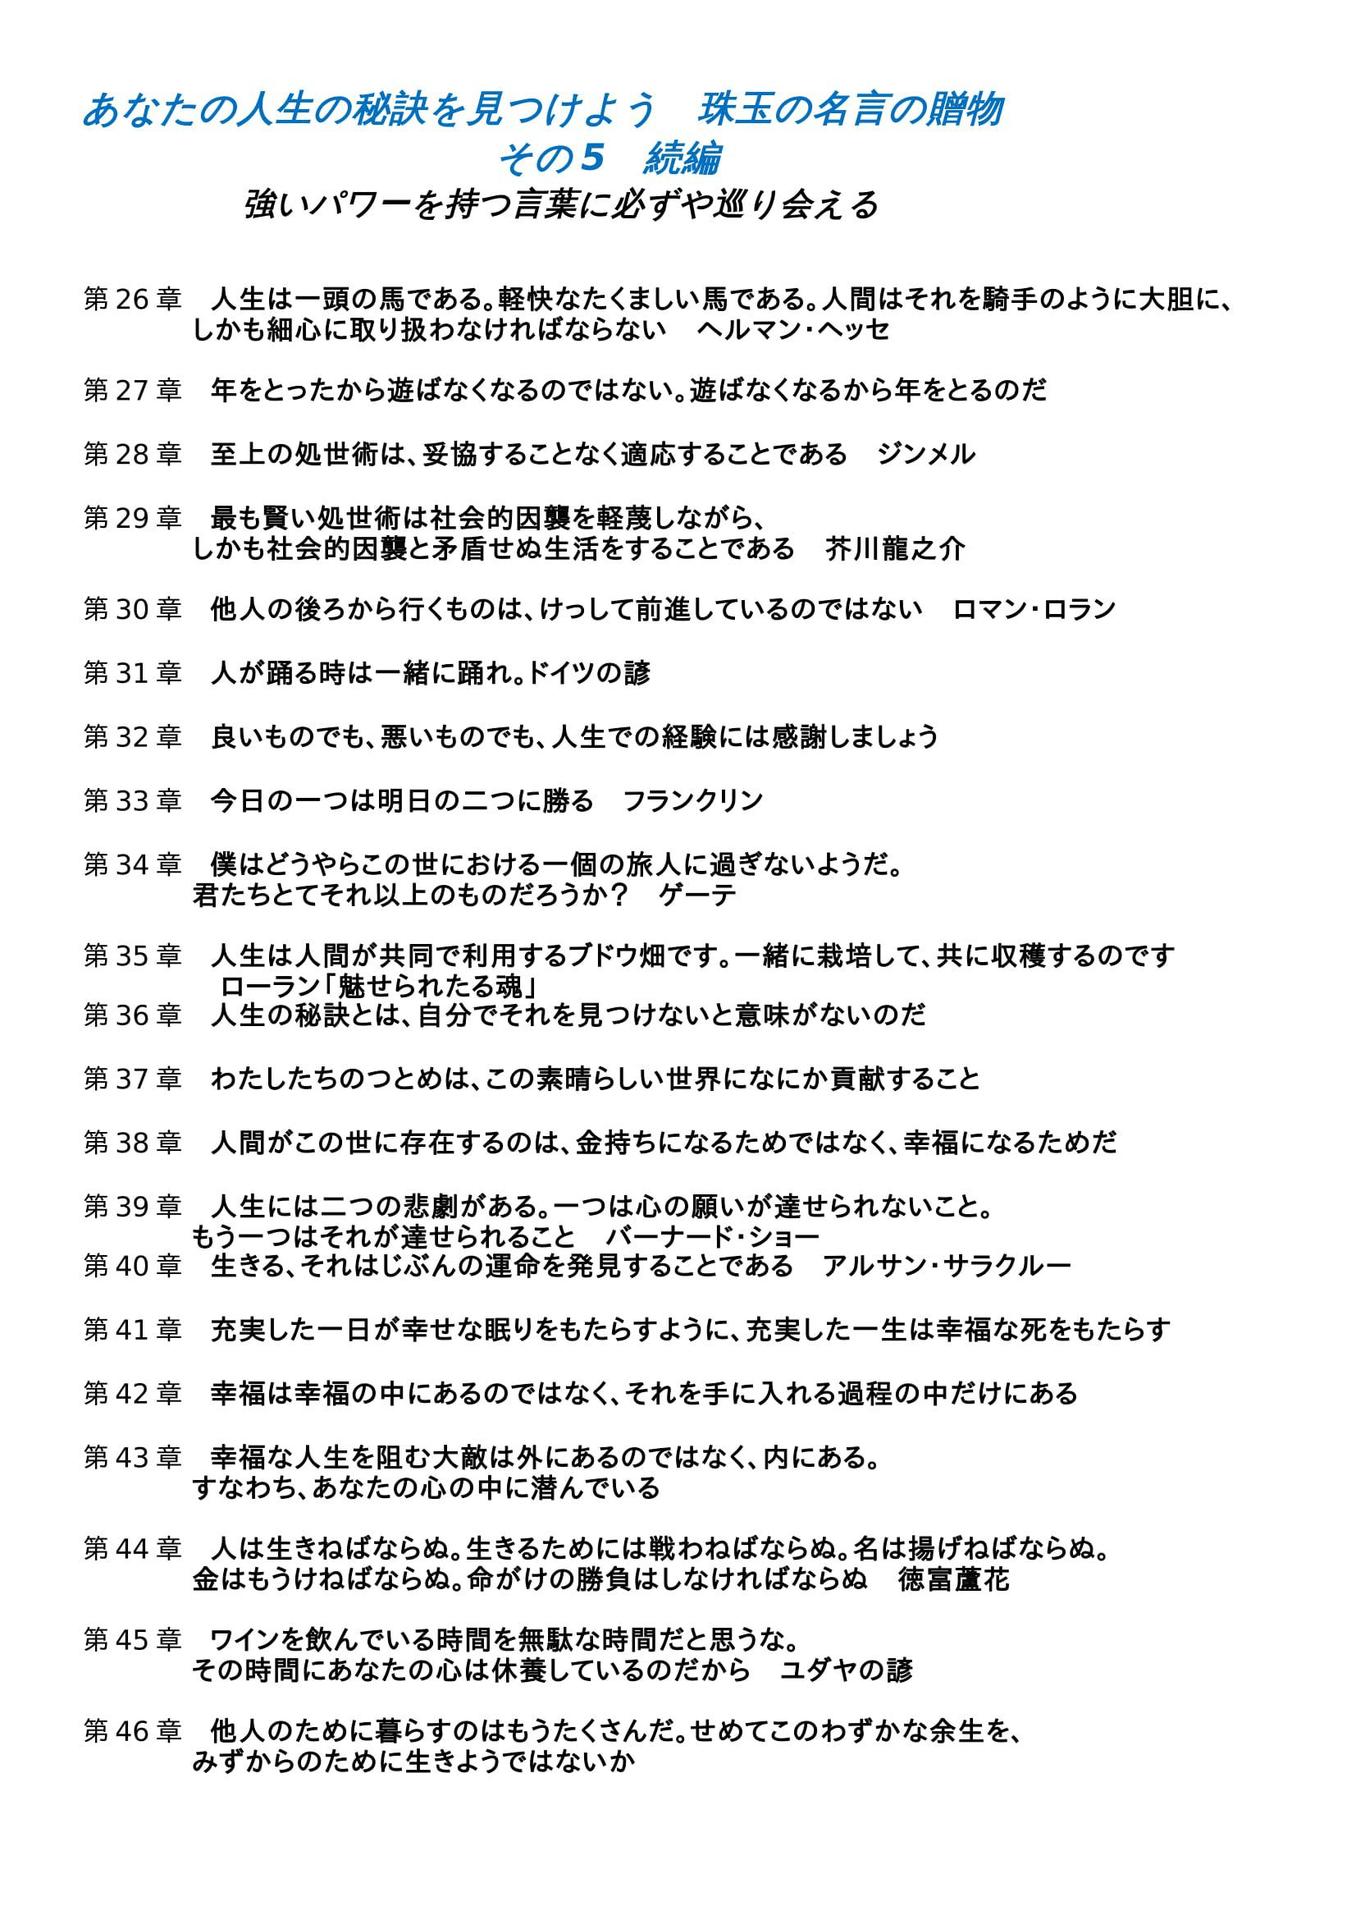 あなたの人生の秘訣を見つけよう　珠玉の名言の贈物
その5　続編
強いパワーを持つ言葉に必ずや巡り会える
第26章　人生は一頭の馬である。軽快なたくましい馬である。人間はそれを騎手のように大胆に、
しかも細心に取り扱わなければならない　ヘルマン・ヘッセ
第27章　年をとったから遊ばなくなるのではない。遊ばなくなるから年をとるのだ
第28章　至上の処世術は、妥協することなく適応することである　ジンメル
第29章　最も賢い処世術は社会的因襲を軽蔑しながら、
しかも社会的因襲と矛盾せぬ生活をすることである　芥川龍之介
第30章　他人の後ろから行くものは、けっして前進しているのではない　ロマン・ロラン
第31章　人が踊る時は一緒に踊れ。ドイツの諺
第32章　良いものでも、悪いものでも、人生での経験には感謝しましょう
第33章　今日の一つは明日の二つに勝る　フランクリン
第34章　僕はどうやらこの世における一個の旅人に過ぎないようだ。
君たちとてそれ以上のものだろうか？　ゲーテ
第35章　人生は人間が共同で利用するブドウ畑です。一緒に栽培して、共に収穫するのです
ローラン「魅せられたる魂」
第36章　人生の秘訣とは、自分でそれを見つけないと意味がないのだ
第37章　わたしたちのつとめは、この素晴らしい世界になにか貢献すること
第38章　人間がこの世に存在するのは、金持ちになるためではなく、幸福になるためだ
第39章　人生には二つの悲劇がある。一つは心の願いが達せられないこと。
もう一つはそれが達せられること　バーナード・ショー
第40章　生きる、それはじぶんの運命を発見することである　アルサン・サラクルー
第41章　充実した一日が幸せな眠りをもたらすように、充実した一生は幸福な死をもたらす
第42章　幸福は幸福の中にあるのではなく、それを手に入れる過程の中だけにある
第43章　幸福な人生を阻む大敵は外にあるのではなく、内にある。
すなわち、あなたの心の中に潜んでいる
第44章　人は生きねばならぬ。生きるためには戦わねばならぬ。名は揚げねばならぬ。
金はもうけねばならぬ。命がけの勝負はしなければならぬ　徳富蘆花
第45章　ワインを飲んでいる時間を無駄な時間だと思うな。
その時間にあなたの心は休養しているのだから　ユダヤの諺
第46章　他人のために暮らすのはもうたくさんだ。せめてこのわずかな余生を、
みずからのために生きようではないか